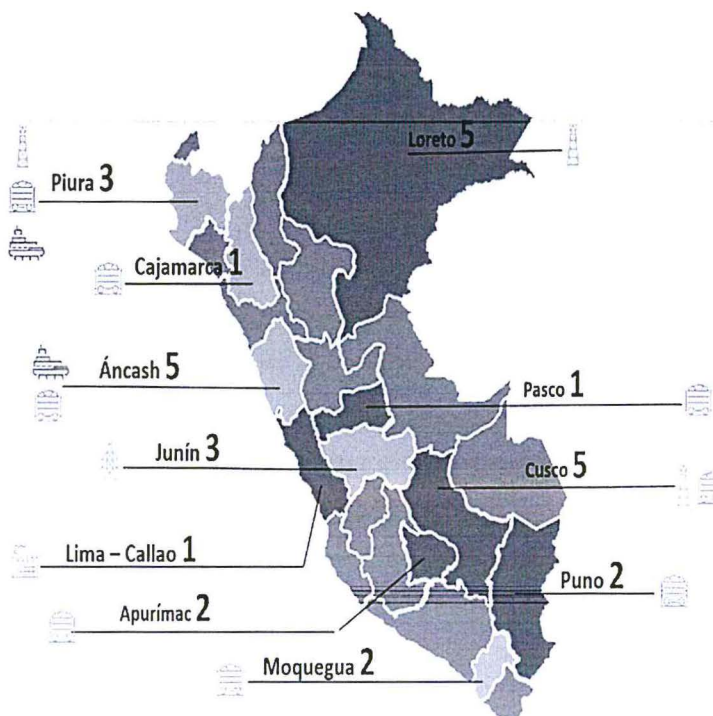 Loreto 5
Piura 3
Cajamarca 1
Áncash 5
Pasco 1
Junín 3
Cusco 5
Lima – Callao 1
Puno 2
Apurímac 2
Moquegua 2